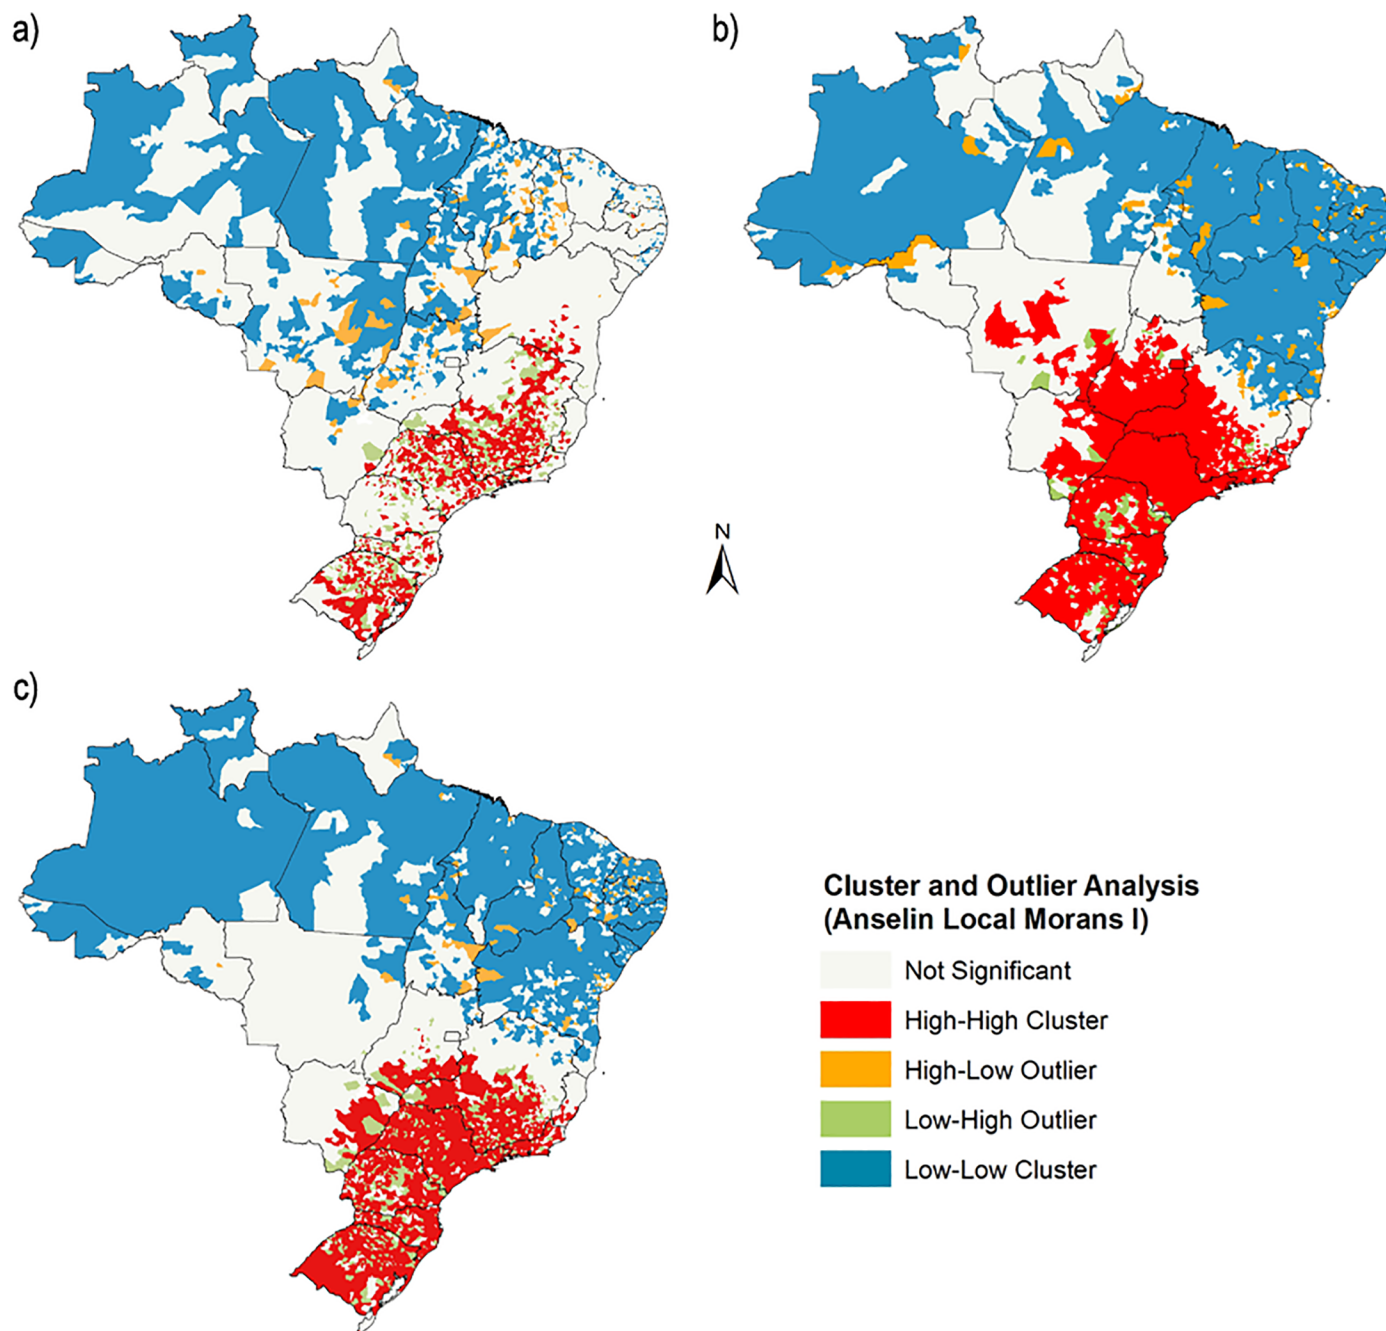 a)
b)
N
c)
Cluster and Outlier Analysis
(Anselin Local Morans I)
Not Significant
High-High Cluster
High-Low Outlier
Low-High Outlier
Low-Low Cluster